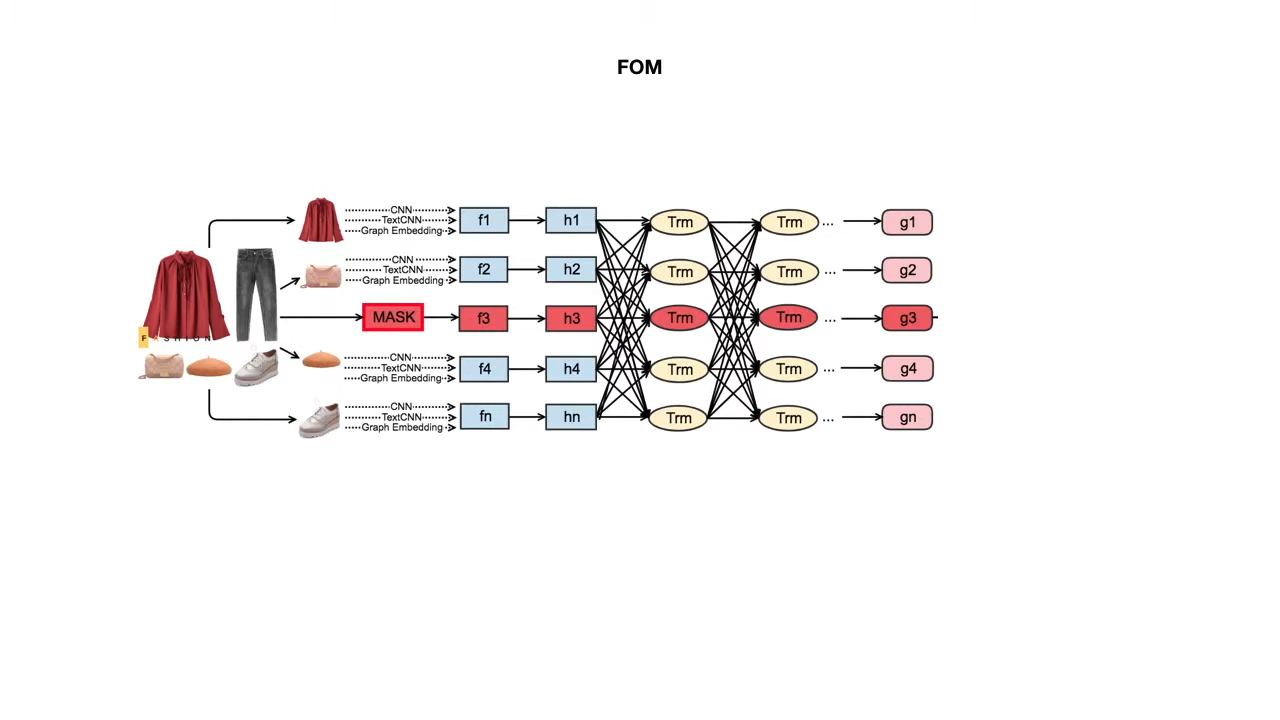 FOM
CNN
TextCNN
Graph Embedding
f1
h1
Trm
Trm
...
g1
CNN
TextCNN
Graph Embedding
f2
h2
Trm
Trm
...
g2
MASK
f3
h3
Trm
Trm
...
g3
FASHION
CNN
TextCNN
Graph Embedding
f4
h4
Trm
Trm
...
g4
CNN
TextCNN
Graph Embedding
fn
hn
Trm
Trm
...
gn